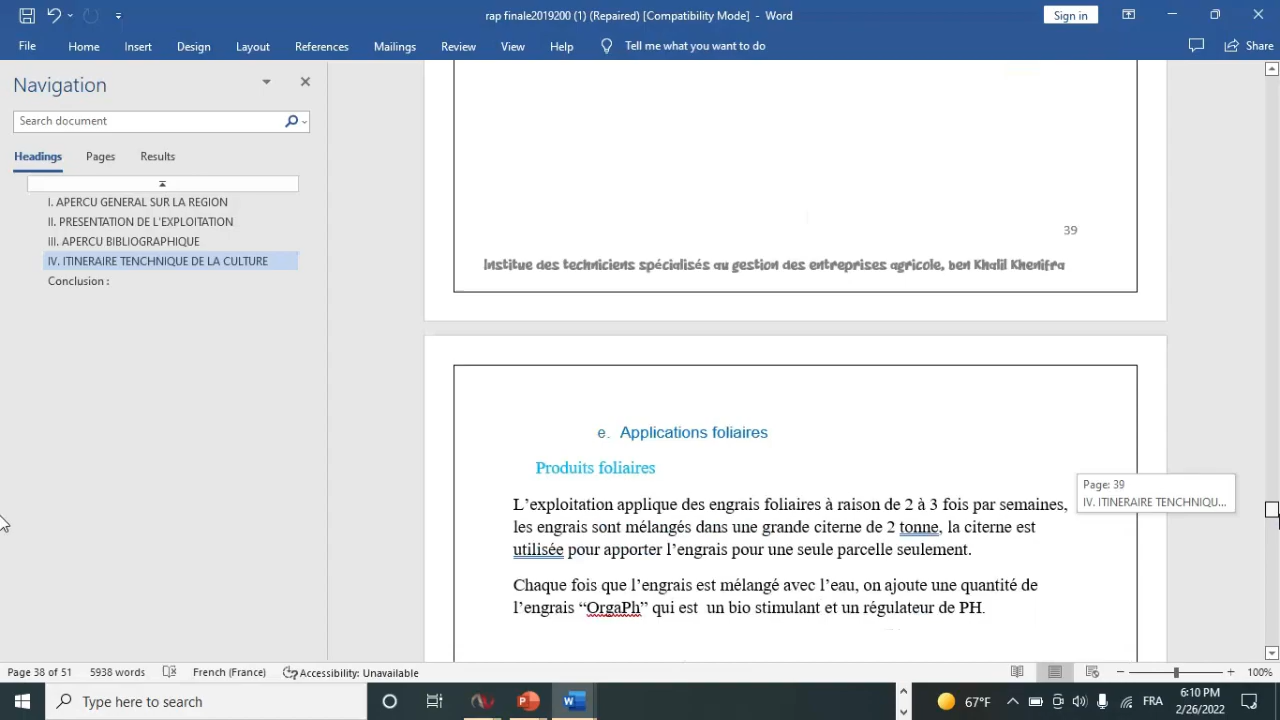 rap finale2019200 (1) (Repaired) [Compatibility Mode] - Word
Sign in
File Home Insert Design Layout References Mailings Review View Help Tell me what you want to do Share
Navigation
Search document
Headings Pages Results
I. APERCU GENERAL SUR LA REGION
II. PRESENTATION DE L'EXPLOITATION
III. APERCU BIBLIOGRAPHIQUE
IV. ITINERAIRE TENCHNIQUE DE LA CULTURE
Conclusion :
39
Institue des techniciens spécialisés au gestion des entreprises agricole, ben Khalil Khenifra
e. Applications foliaires
Produits foliaires
L’exploitation applique des engrais foliaires à raison de 2 à 3 fois par semaines,
les engrais sont mélangés dans une grande citerne de 2 tonne, la citerne est
utilisée pour apporter l’engrais pour une seule parcelle seulement.
Chaque fois que l’engrais est mélangé avec l’eau, on ajoute une quantité de
l’engrais “OrgaPh” qui est un bio stimulant et un régulateur de PH.
Page: 39
IV. ITINERAIRE TENCHNIQU...
Page 38 of 51 5938 words French (France) Accessibility: Unavailable 100%
Type here to search
67°F
FRA
6:10 PM
2/26/2022